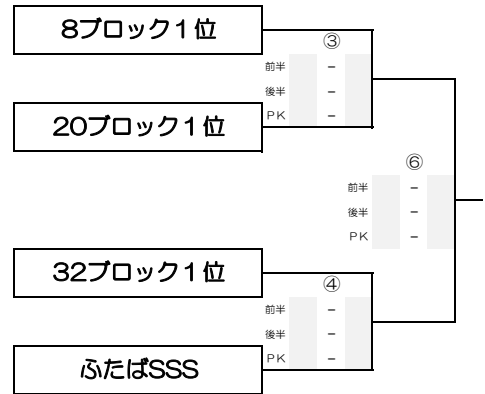 8ブロック1位
③
前半 -
後半 -
PK -
20ブロック1位
⑥
前半 -
後半 -
PK -
32ブロック1位
④
前半 -
後半 -
PK -
ふたばSSS